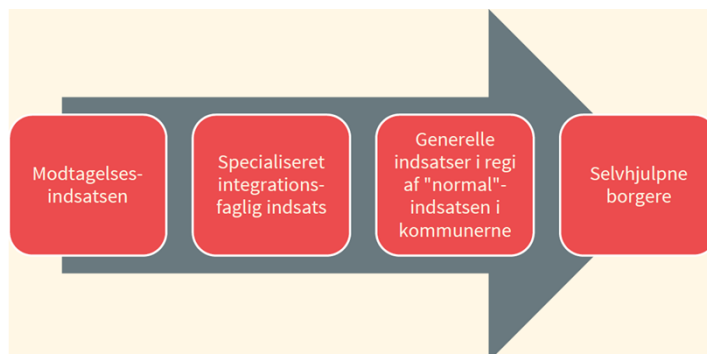 Modtagelses-
indsatsen
Specialiseret
integrations-
faglig indsats
Generelle
indsatser i regi
af "normal"-
indsatsen i
kommunerne
Selvhjulpne
borgere